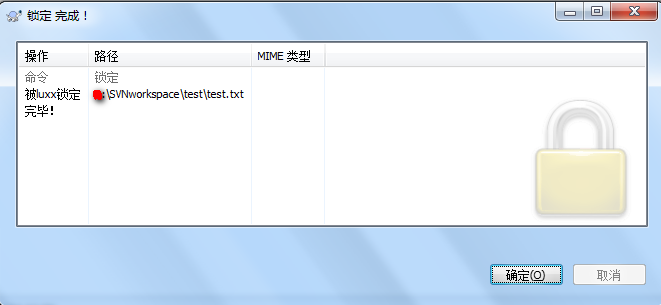 锁定 完成！
操作 路径 MIME 类型
命令 锁定
被luxx锁定 :\SVNworkspace\test\test.txt
完毕！
确定(O) 取消